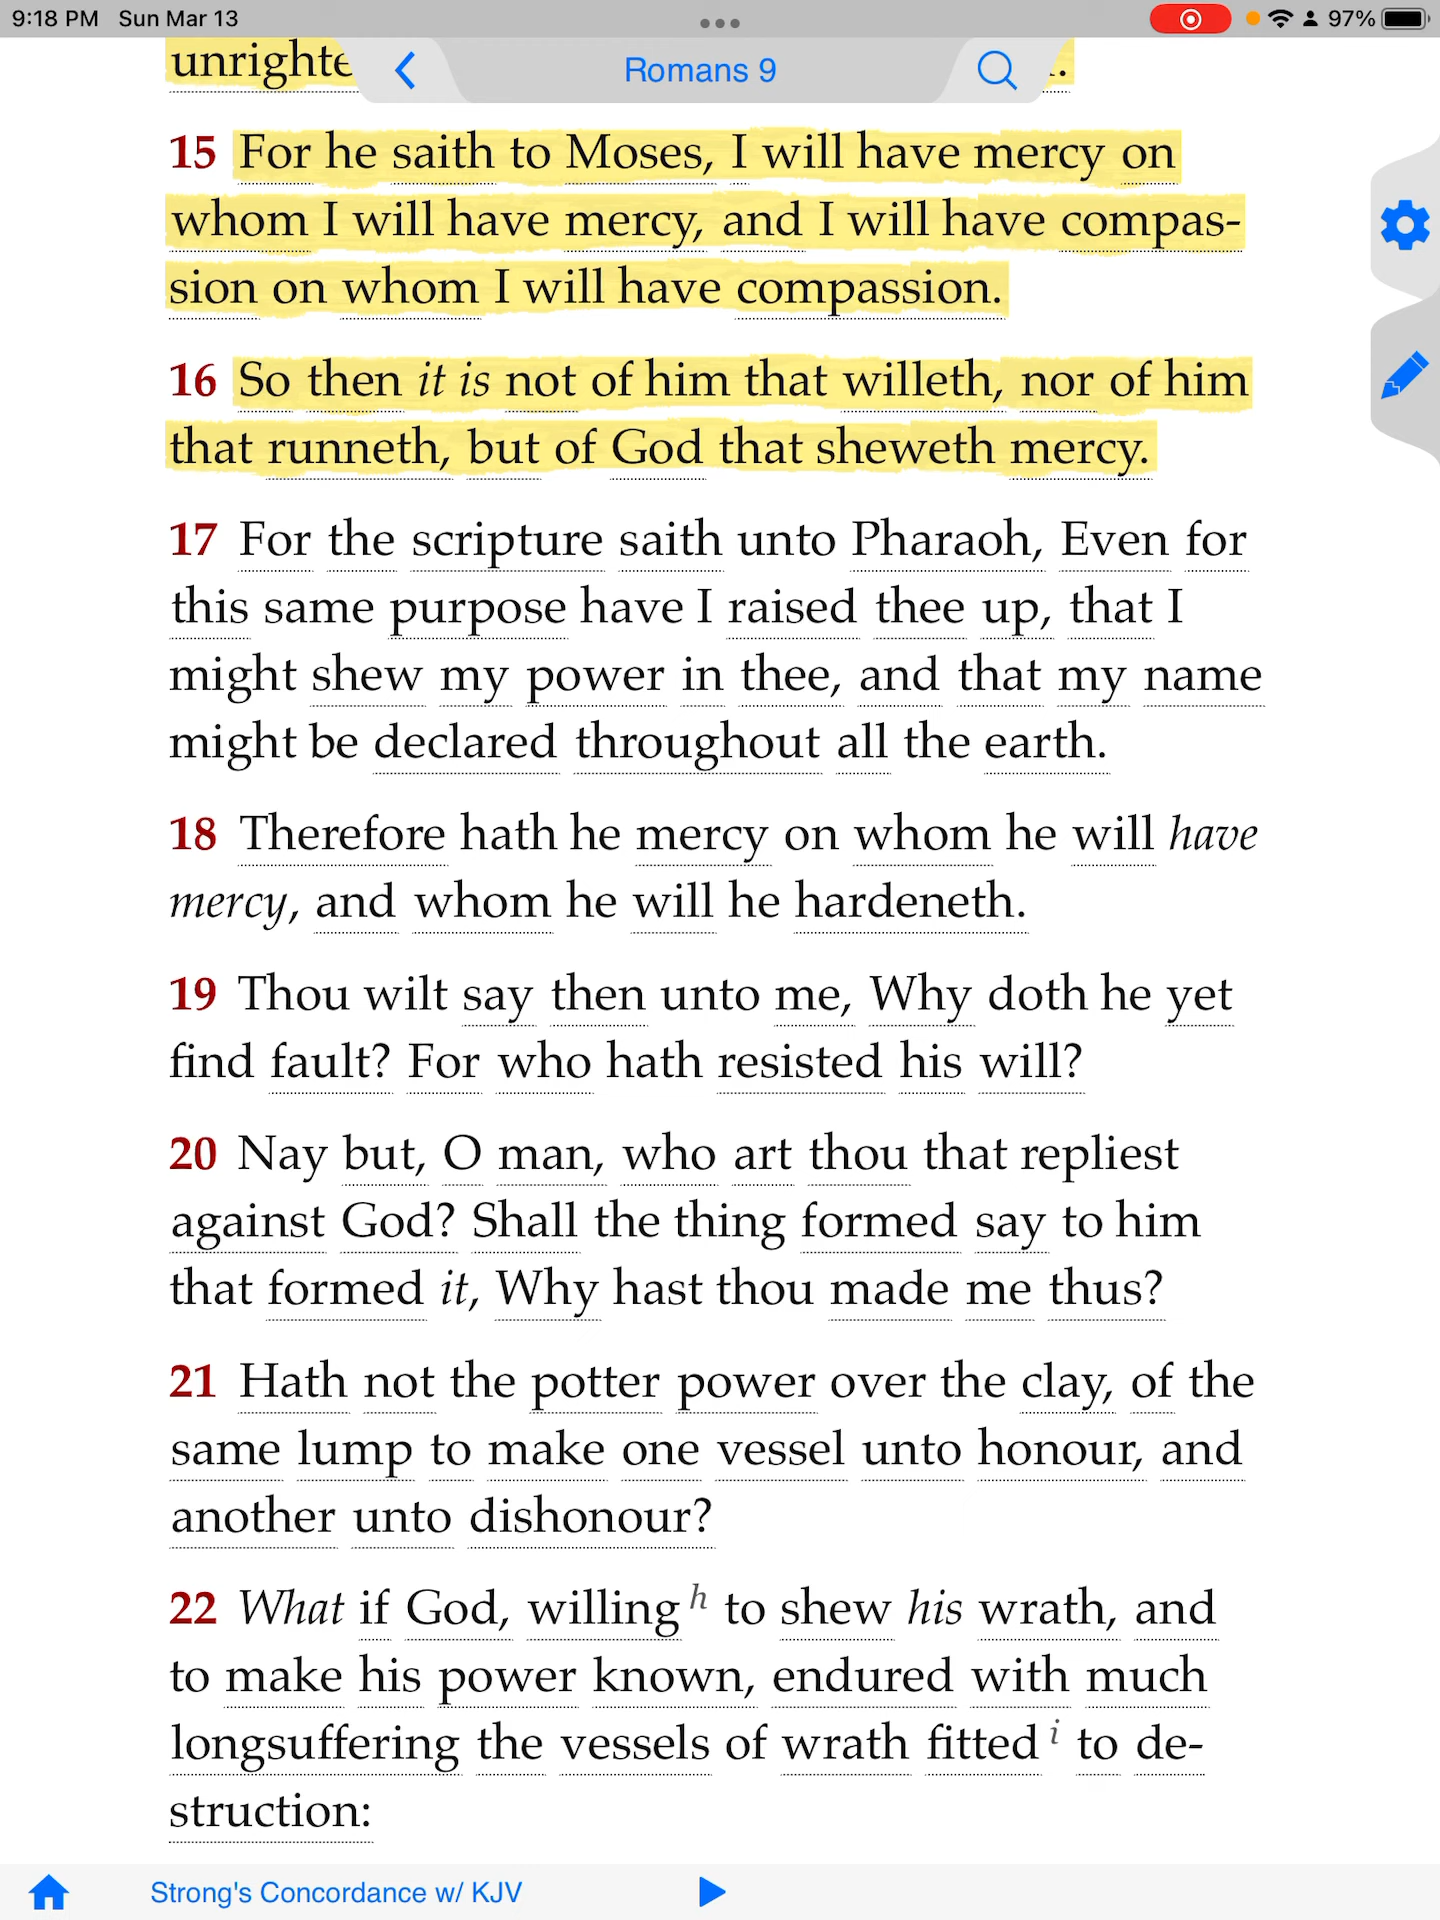 9:18 PM Sun Mar 13
97%
Romans 9
15 For he saith to Moses, I will have mercy on
whom I will have mercy, and I will have compas-
sion on whom I will have compassion.
16 So then it is not of him that willeth, nor of him
that runneth, but of God that sheweth mercy.
17 For the scripture saith unto Pharaoh, Even for
this same purpose have I raised thee up, that I
might shew my power in thee, and that my name
might be declared throughout all the earth.
18 Therefore hath he mercy on whom he will have
mercy, and whom he will he hardeneth.
19 Thou wilt say then unto me, Why doth he yet
find fault? For who hath resisted his will?
20 Nay but, O man, who art thou that repliest
against God? Shall the thing formed say to him
that formed it, Why hast thou made me thus?
21 Hath not the potter power over the clay, of the
same lump to make one vessel unto honour, and
another unto dishonour?
22 What if God, willing h to shew his wrath, and
to make his power known, endured with much
longsuffering the vessels of wrath fitted i to de-
struction:
Strong's Concordance w/ KJV